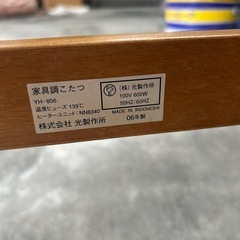 家具調こたつ
YH-806
温度ヒューズ 139℃
ヒーターユニット:NN8340
株式会社 光製作所
(株)光製作所
100V 600W
50HZ/60HZ
MADE IN INDONESIA
06年製